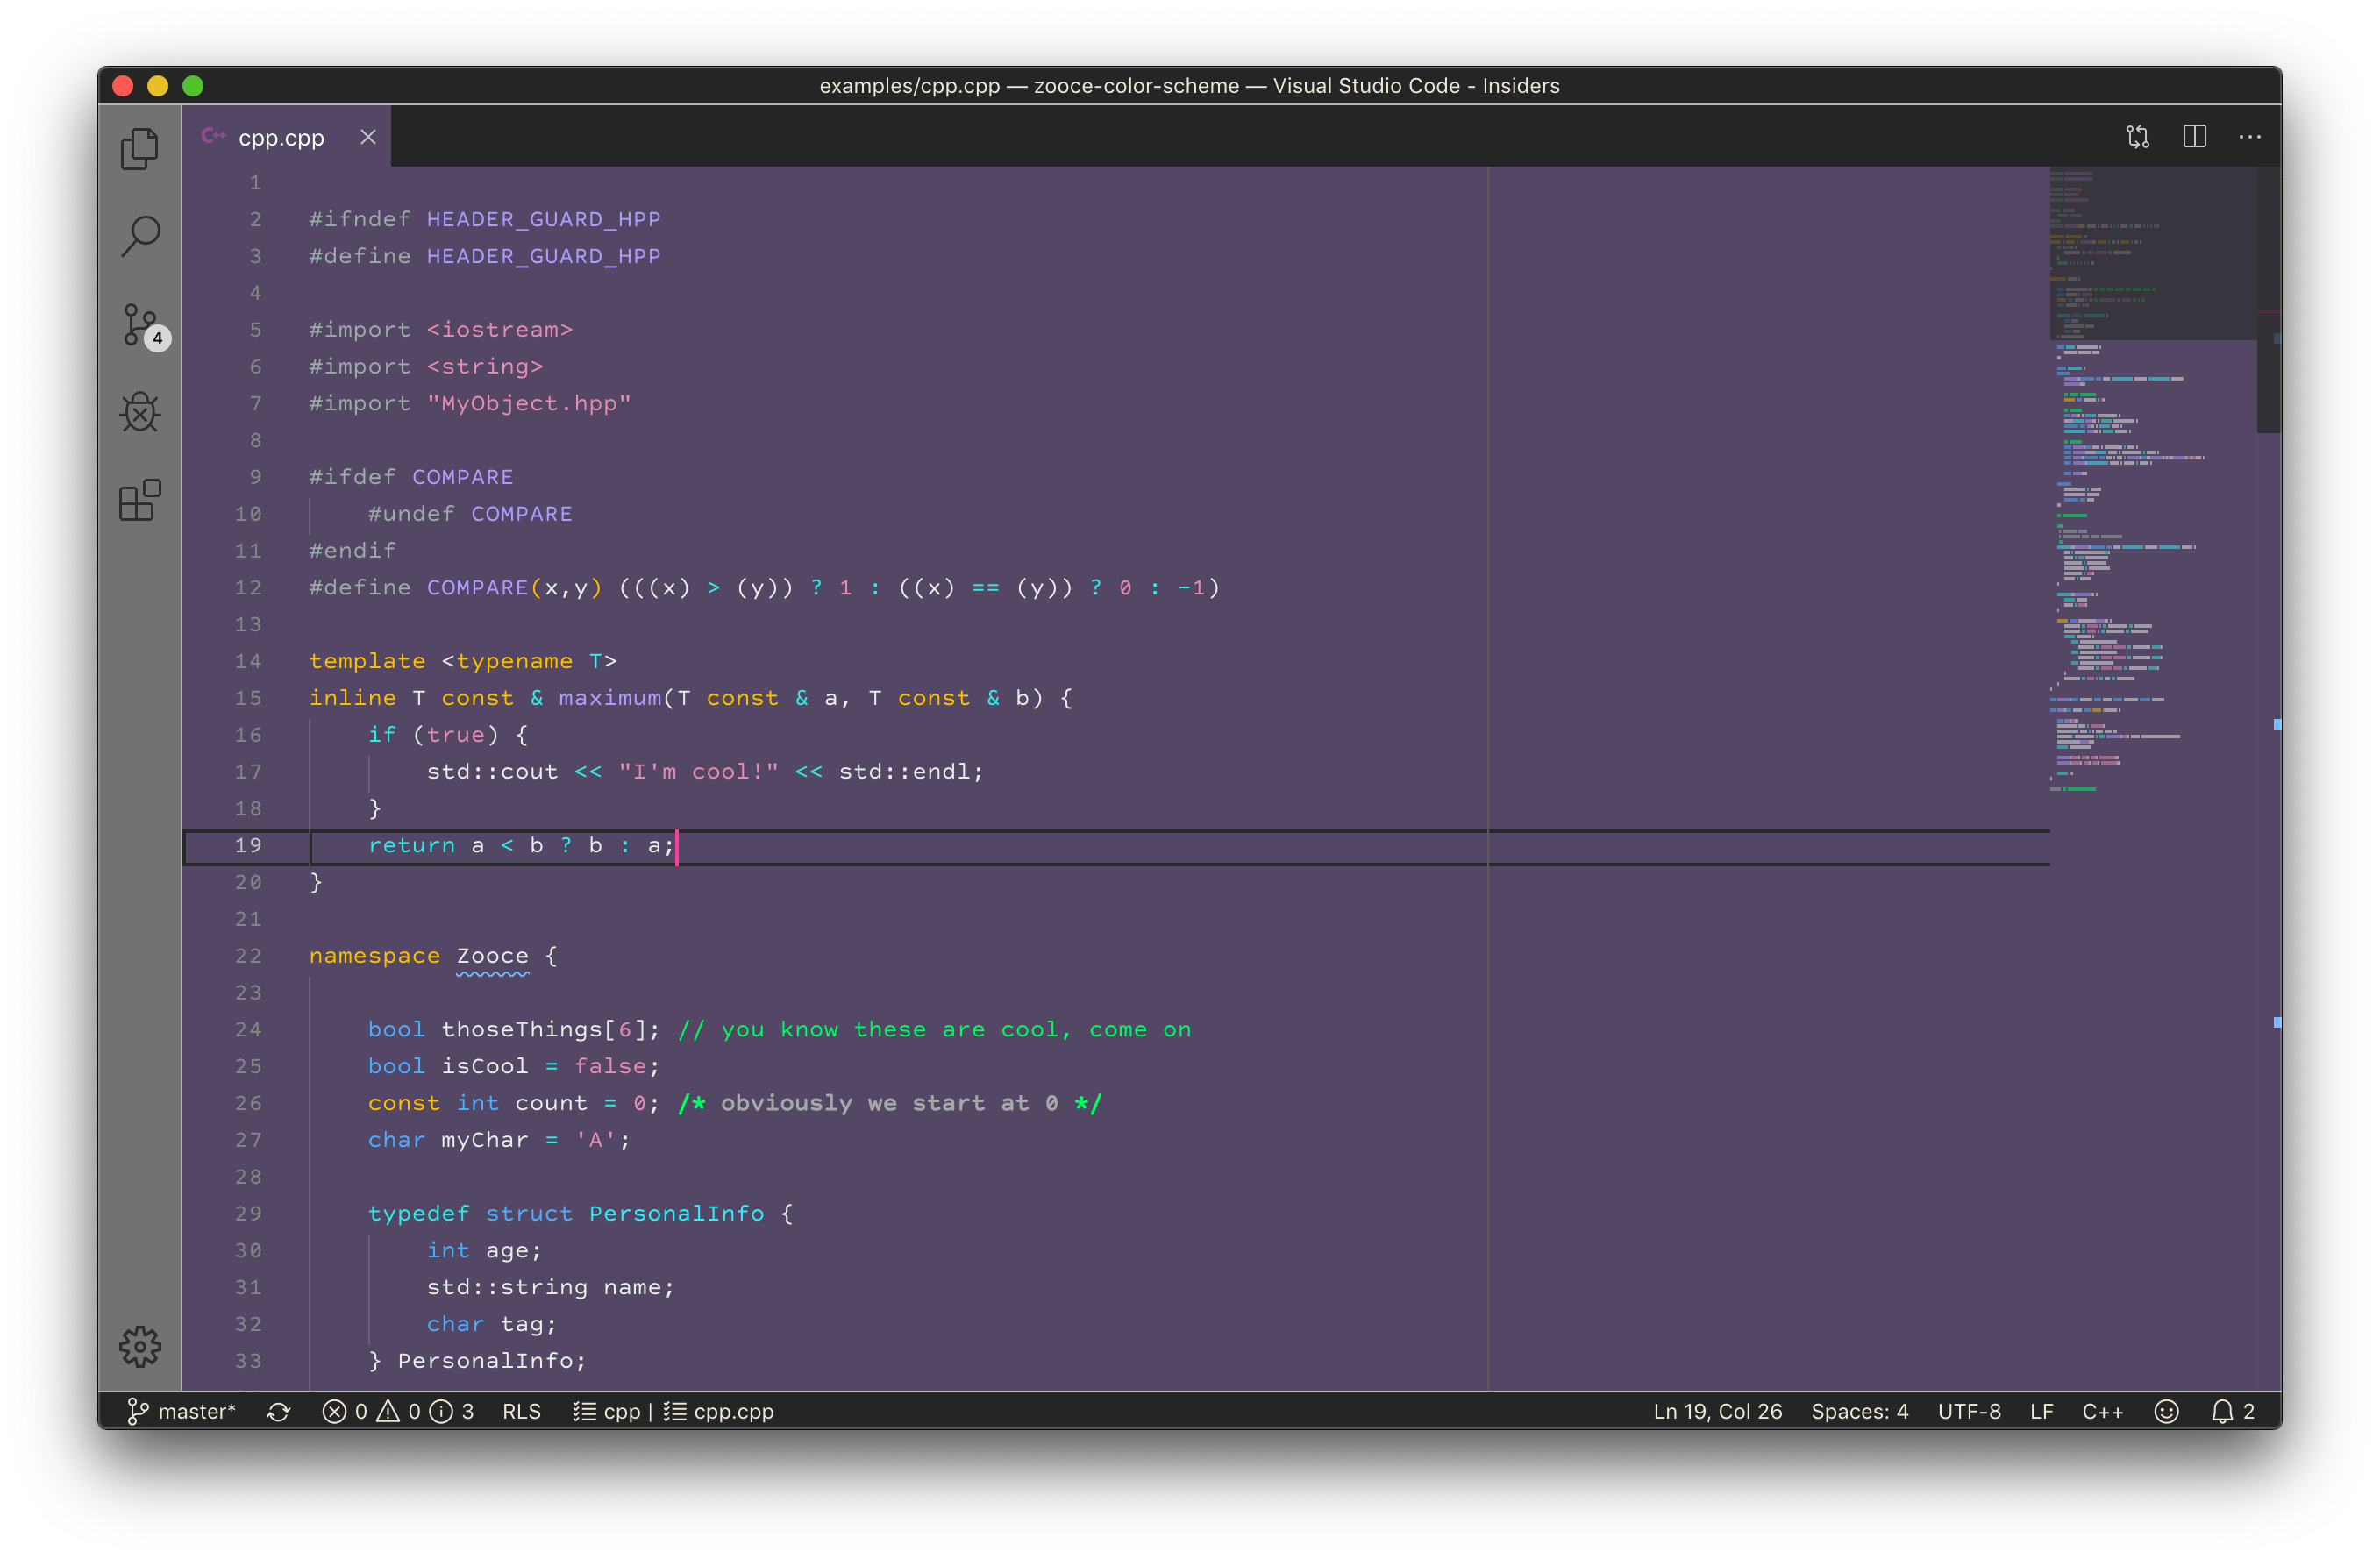 examples/cpp.cpp — zooce-color-scheme — Visual Studio Code - Insiders
C++ cpp.cpp
4
1
2 #ifndef HEADER_GUARD_HPP
3 #define HEADER_GUARD_HPP
4
5 #import <iostream>
6 #import <string>
7 #import "MyObject.hpp"
8
9 #ifdef COMPARE
10     #undef COMPARE
11 #endif
12 #define COMPARE(x,y) (((x) > (y)) ? 1 : ((x) == (y)) ? 0 : -1)
13
14 template <typename T>
15 inline T const & maximum(T const & a, T const & b) {
16     if (true) {
17         std::cout << "I'm cool!" << std::endl;
18     }
19     return a < b ? b : a;
20 }
21
22 namespace Zooce {
23
24     bool thoseThings[6]; // you know these are cool, come on
25     bool isCool = false;
26     const int count = 0; /* obviously we start at 0 */
27     char myChar = 'A';
28
29     typedef struct PersonalInfo {
30         int age;
31         std::string name;
32         char tag;
33     } PersonalInfo;
master* 0 0 3 RLS cpp | cpp.cpp Ln 19, Col 26 Spaces: 4 UTF-8 LF C++ 2